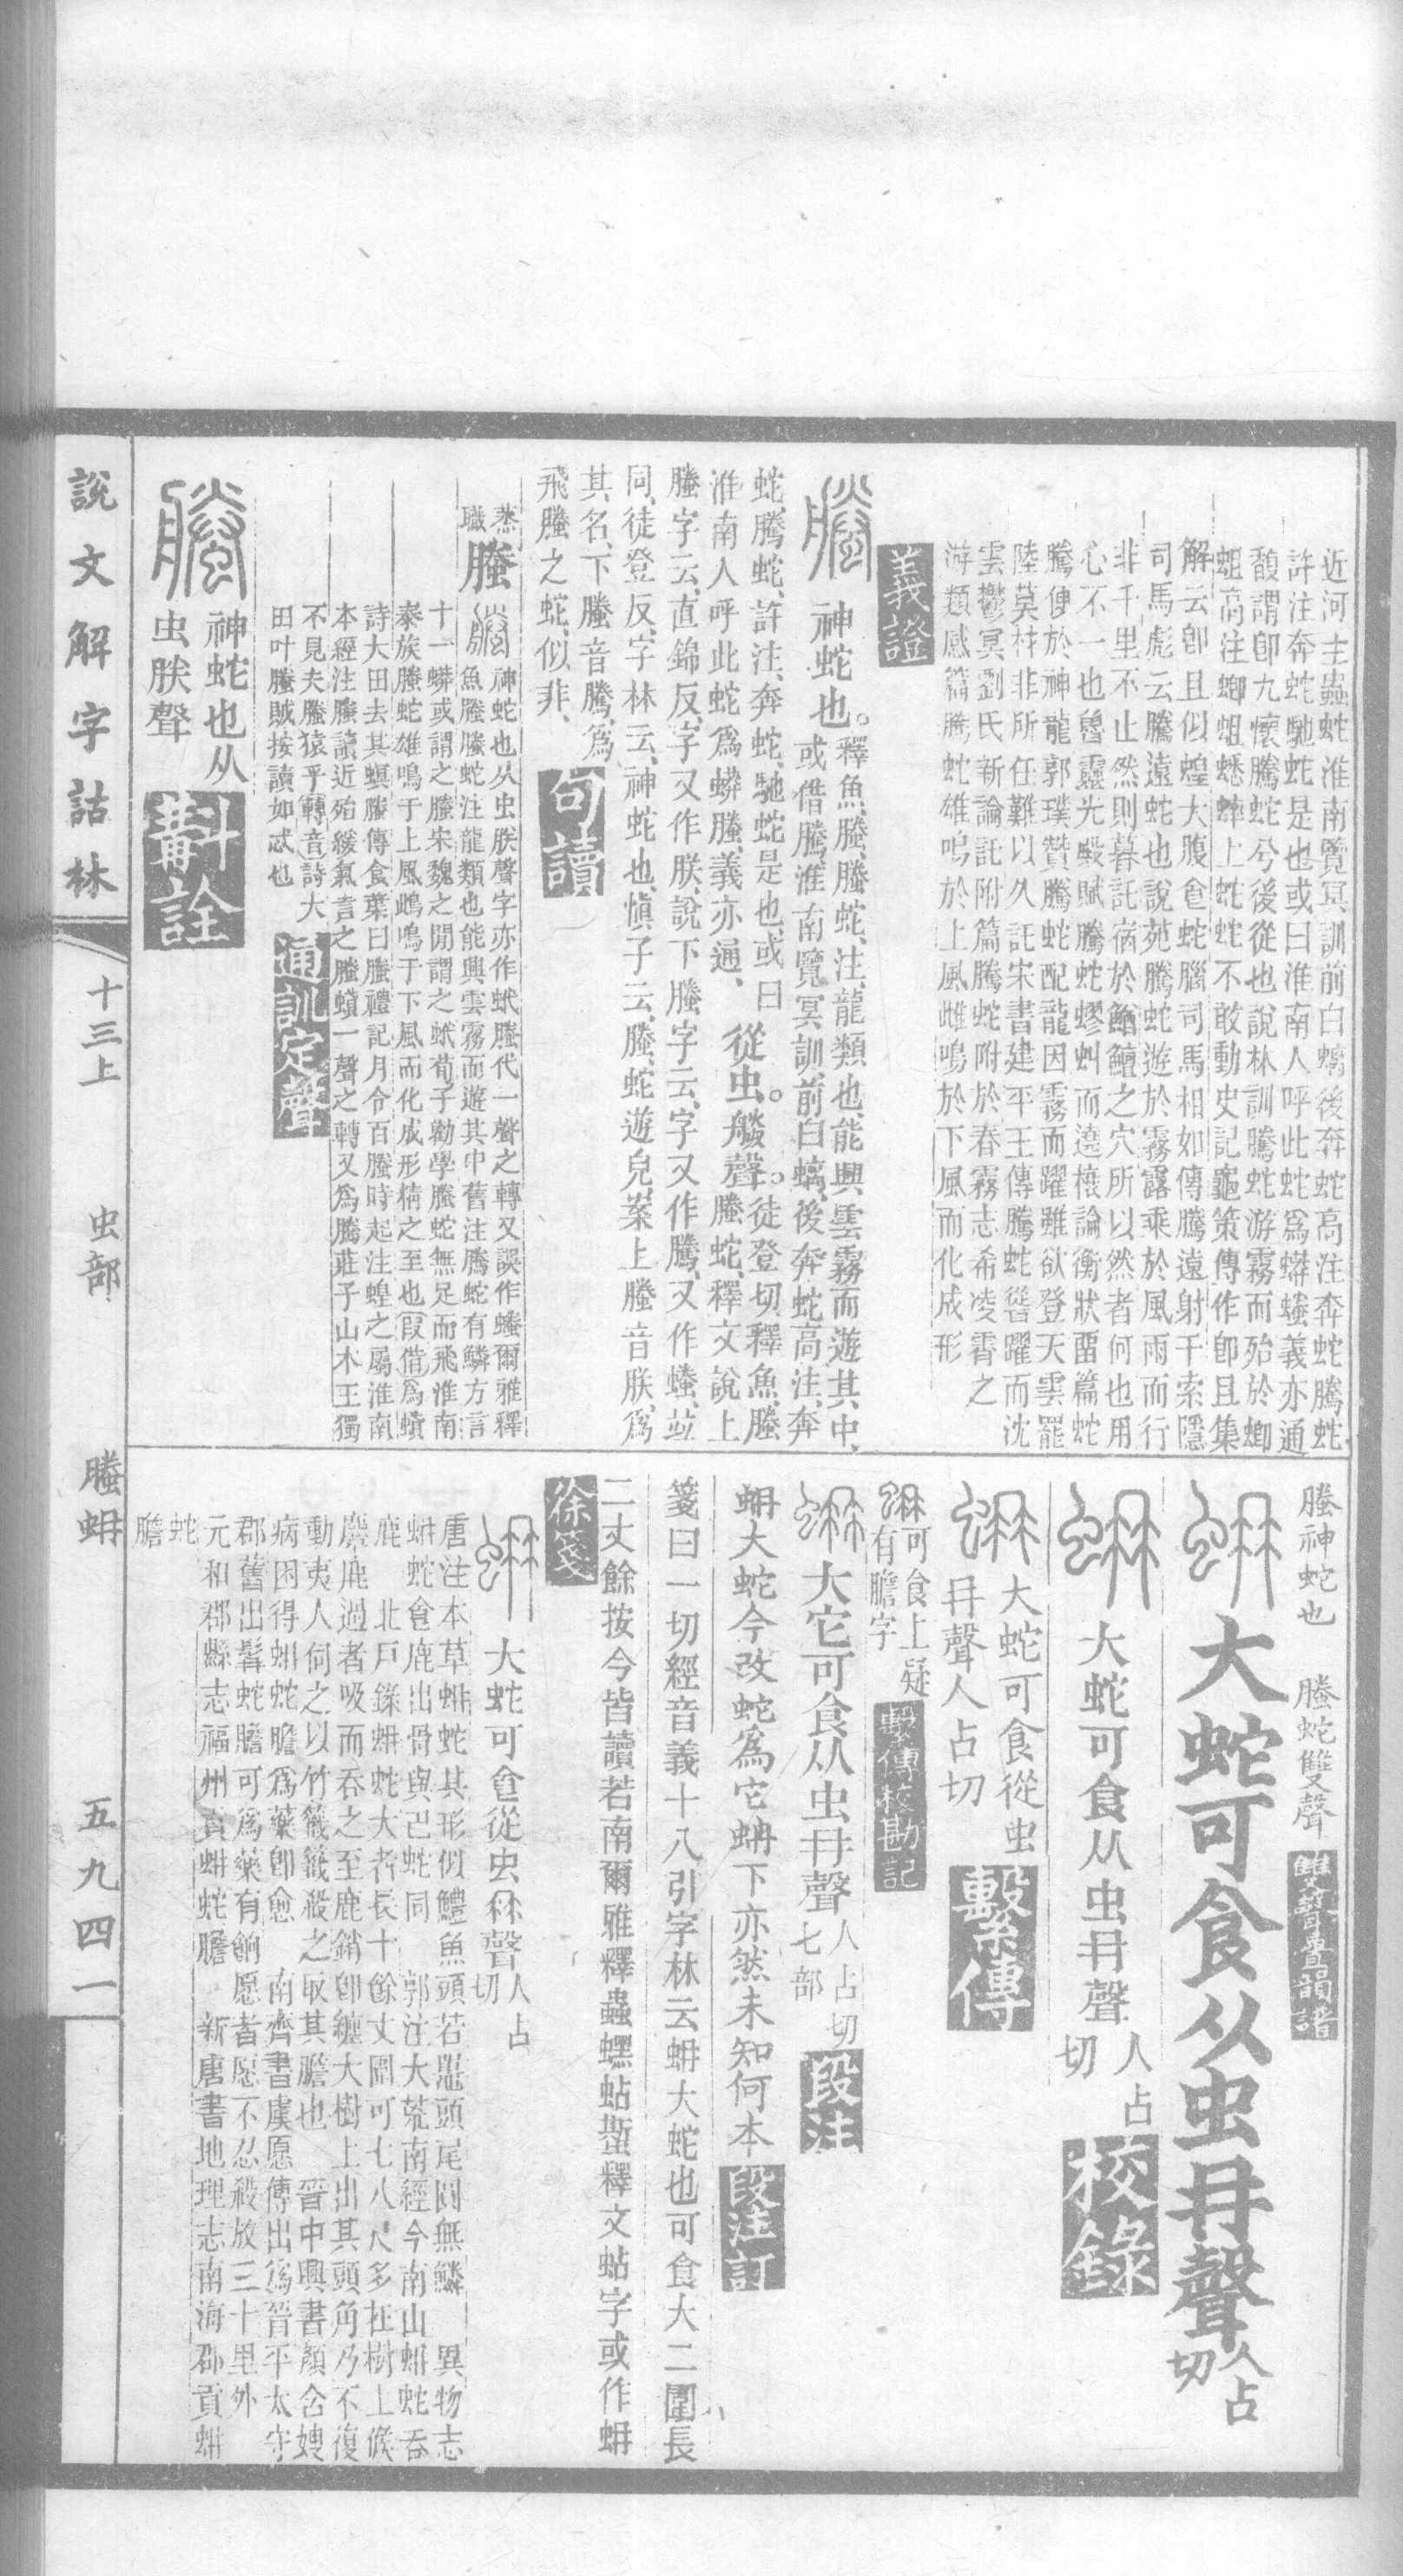 近河主蟲蛇淮南覽冥訓前白螭後奔蛇高注奔蛇騰蛇
許注奔蛇馳蛇是也或曰淮南人呼此蛇爲蟒螣義亦通
馥謂卽九懷騰蛇兮後從也說林訓騰蛇游霧而殆於蝍
蛆高注蝍蛆蟋蟀上蛇蛇不敢動史記龜策傳作卽且集
解云卽且似蝗大腹食蛇腦司馬相如傳騰遠射干索隱
司馬彪云騰遠蛇也說苑騰蛇遊於霧露乘於風雨而行
非千里不止然則暮託宿於鰌鱣之穴所以然者何也用
心不一也魯靈光殿賦騰蛇蟉虯而遶榱論衡狀留篇蛇
騰便於神龍郭璞贊騰蛇配龍因霧而躍雖欲登天雲罷
陸莫材非所任難以久託宋書建平王傳騰蛇 躍而沈
雲鬱冥劉氏新論託附篇騰蛇附於春霧志希凌霄之
游類感篇騰蛇雄鳴於上風雌鳴於下風而化成形
義證
神蛇也。釋魚螣、螣蛇、注、龍類也、能興雲霧而遊其中、
或借騰、淮南覽冥訓前白螭、後奔蛇高注、奔
蛇、騰蛇、許注、奔蛇、馳蛇是也、或曰
淮南人呼此蛇爲蟒螣、義亦通、
從虫。朕聲。徒登切釋魚、螣
螣蛇、釋文說上
螣字云、直錦反、字又作朕、說下螣字云、字又作騰、又作螣、竝
同、徒登反、字林云、神蛇也、愼子云、螣、蛇遊皃、案上螣音朕、爲
其、名、下螣音騰、爲
飛螣之蛇、似非、
句讀
蒸
職
螣 神蛇也从虫朕聲字亦作蚮螣代一聲之轉又誤作螣爾雅釋
魚螣螣蛇注龍類也能興雲霧而遊其中舊注騰蛇有鱗方言
十一蟒或謂之螣宋魏之閒謂之蚮荀子勸學螣蛇無足而飛淮南
泰族螣蛇雄鳴于上風雌鳴于下風而化成形精之至也叚借爲蟘
詩大田去其螟螣傳食葉曰螣禮記月令百螣時起注蝗之屬淮南
本經注螣讀近殆緩氣言之螣蟘一聲之轉又爲騰莊子山木王獨
不見夫螣猿乎轉音詩大
田叶螣賊按讀如忒也
通訓定聲
神蛇也从
虫朕聲
斠詮
螣神蛇也 螣蛇雙聲
雙聲疊韻譜
大蛇可食从虫冄聲人占
切
大蛇可食从虫冄聲
人占
切
校錄
大蛇可食從虫
冄聲人占切
繫傳
可食上疑
有膽字
繫傳校勘記
大它可食从虫冄聲
人占切
七部
段注
蚦大蛇今改蛇爲它蚺下亦然未知何本
段注訂
箋曰一切經音義十八引字林云蚦大蛇也可食大二圍長
二丈餘按今皆讀若南爾雅釋蟲蟔蛅蟴釋文蛅字或作蚦
徐箋
大蛇可食從虫冄聲
人占
切
唐注本草蚦蛇其形似鱧魚頭若鼉頭尾圓無鱗 異物志
蚦蛇食鹿出骨與巴蛇同 郭注大荒南經今南山蚦蛇吞
鹿 北戶錄蚦蛇大者長十餘丈圍可七八尺多在樹上候
麞鹿過者吸而吞之至鹿銷卽纏大樹上出其頭角乃不復
動夷人伺之以竹籤籤殺之取其膽也 晉中興書顏含嫂
病困得蚦蛇膽爲藥卽愈 南齊書虞愿傳出爲晉平太守
郡舊出髯蛇膽可爲藥有餉愿者愿不忍殺放三十里外
元和郡縣志福州貢蚦蛇膽 新唐書地理志南海郡貢蚦
蛇
膽
說文解字詁林
十三上
虫部
螣蚦
五九四一